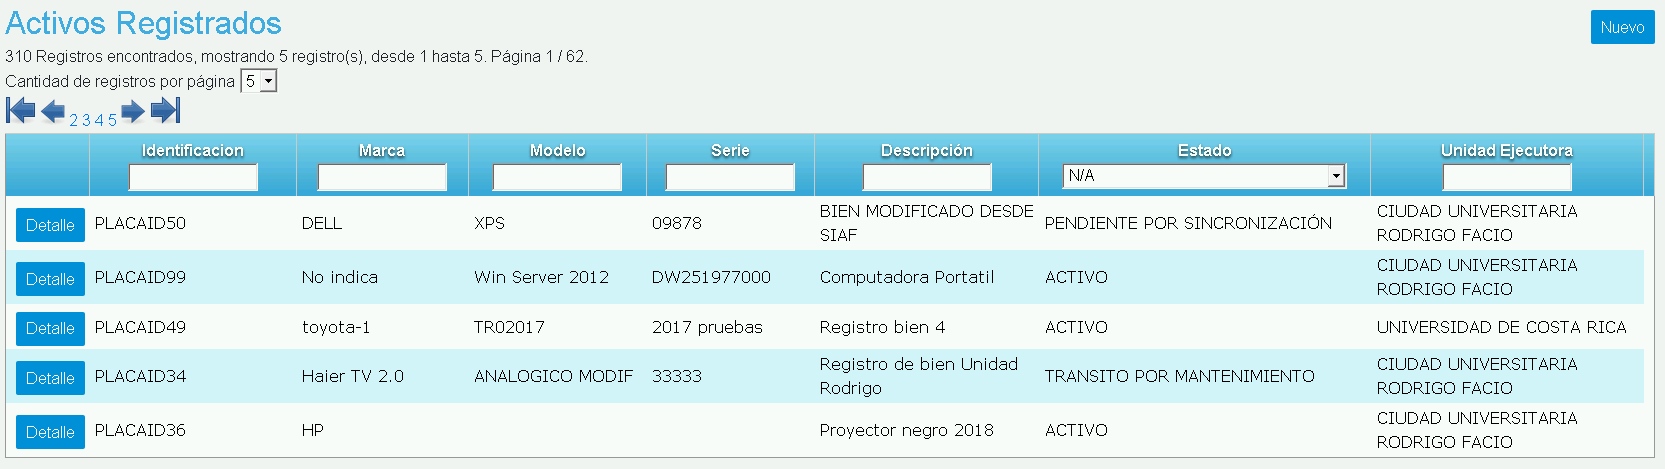 Activos Registrados
Nuevo
310 Registros encontrados, mostrando 5 registro(s), desde 1 hasta 5. Página 1 / 62.
Cantidad de registros por página 5
2 3 4 5
Identificacion Marca Modelo Serie Descripción Estado Unidad Ejecutora
N/A
Detalle PLACAID50 DELL XPS 09878 BIEN MODIFICADO DESDE SIAF PENDIENTE POR SINCRONIZACIÓN CIUDAD UNIVERSITARIA RODRIGO FACIO
Detalle PLACAID99 No indica Win Server 2012 DW251977000 Computadora Portatil ACTIVO CIUDAD UNIVERSITARIA RODRIGO FACIO
Detalle PLACAID49 toyota-1 TR02017 2017 pruebas Registro bien 4 ACTIVO UNIVERSIDAD DE COSTA RICA
Detalle PLACAID34 Haier TV 2.0 ANALOGICO MODIF 33333 Registro de bien Unidad Rodrigo TRANSITO POR MANTENIMIENTO CIUDAD UNIVERSITARIA RODRIGO FACIO
Detalle PLACAID36 HP Proyector negro 2018 ACTIVO CIUDAD UNIVERSITARIA RODRIGO FACIO